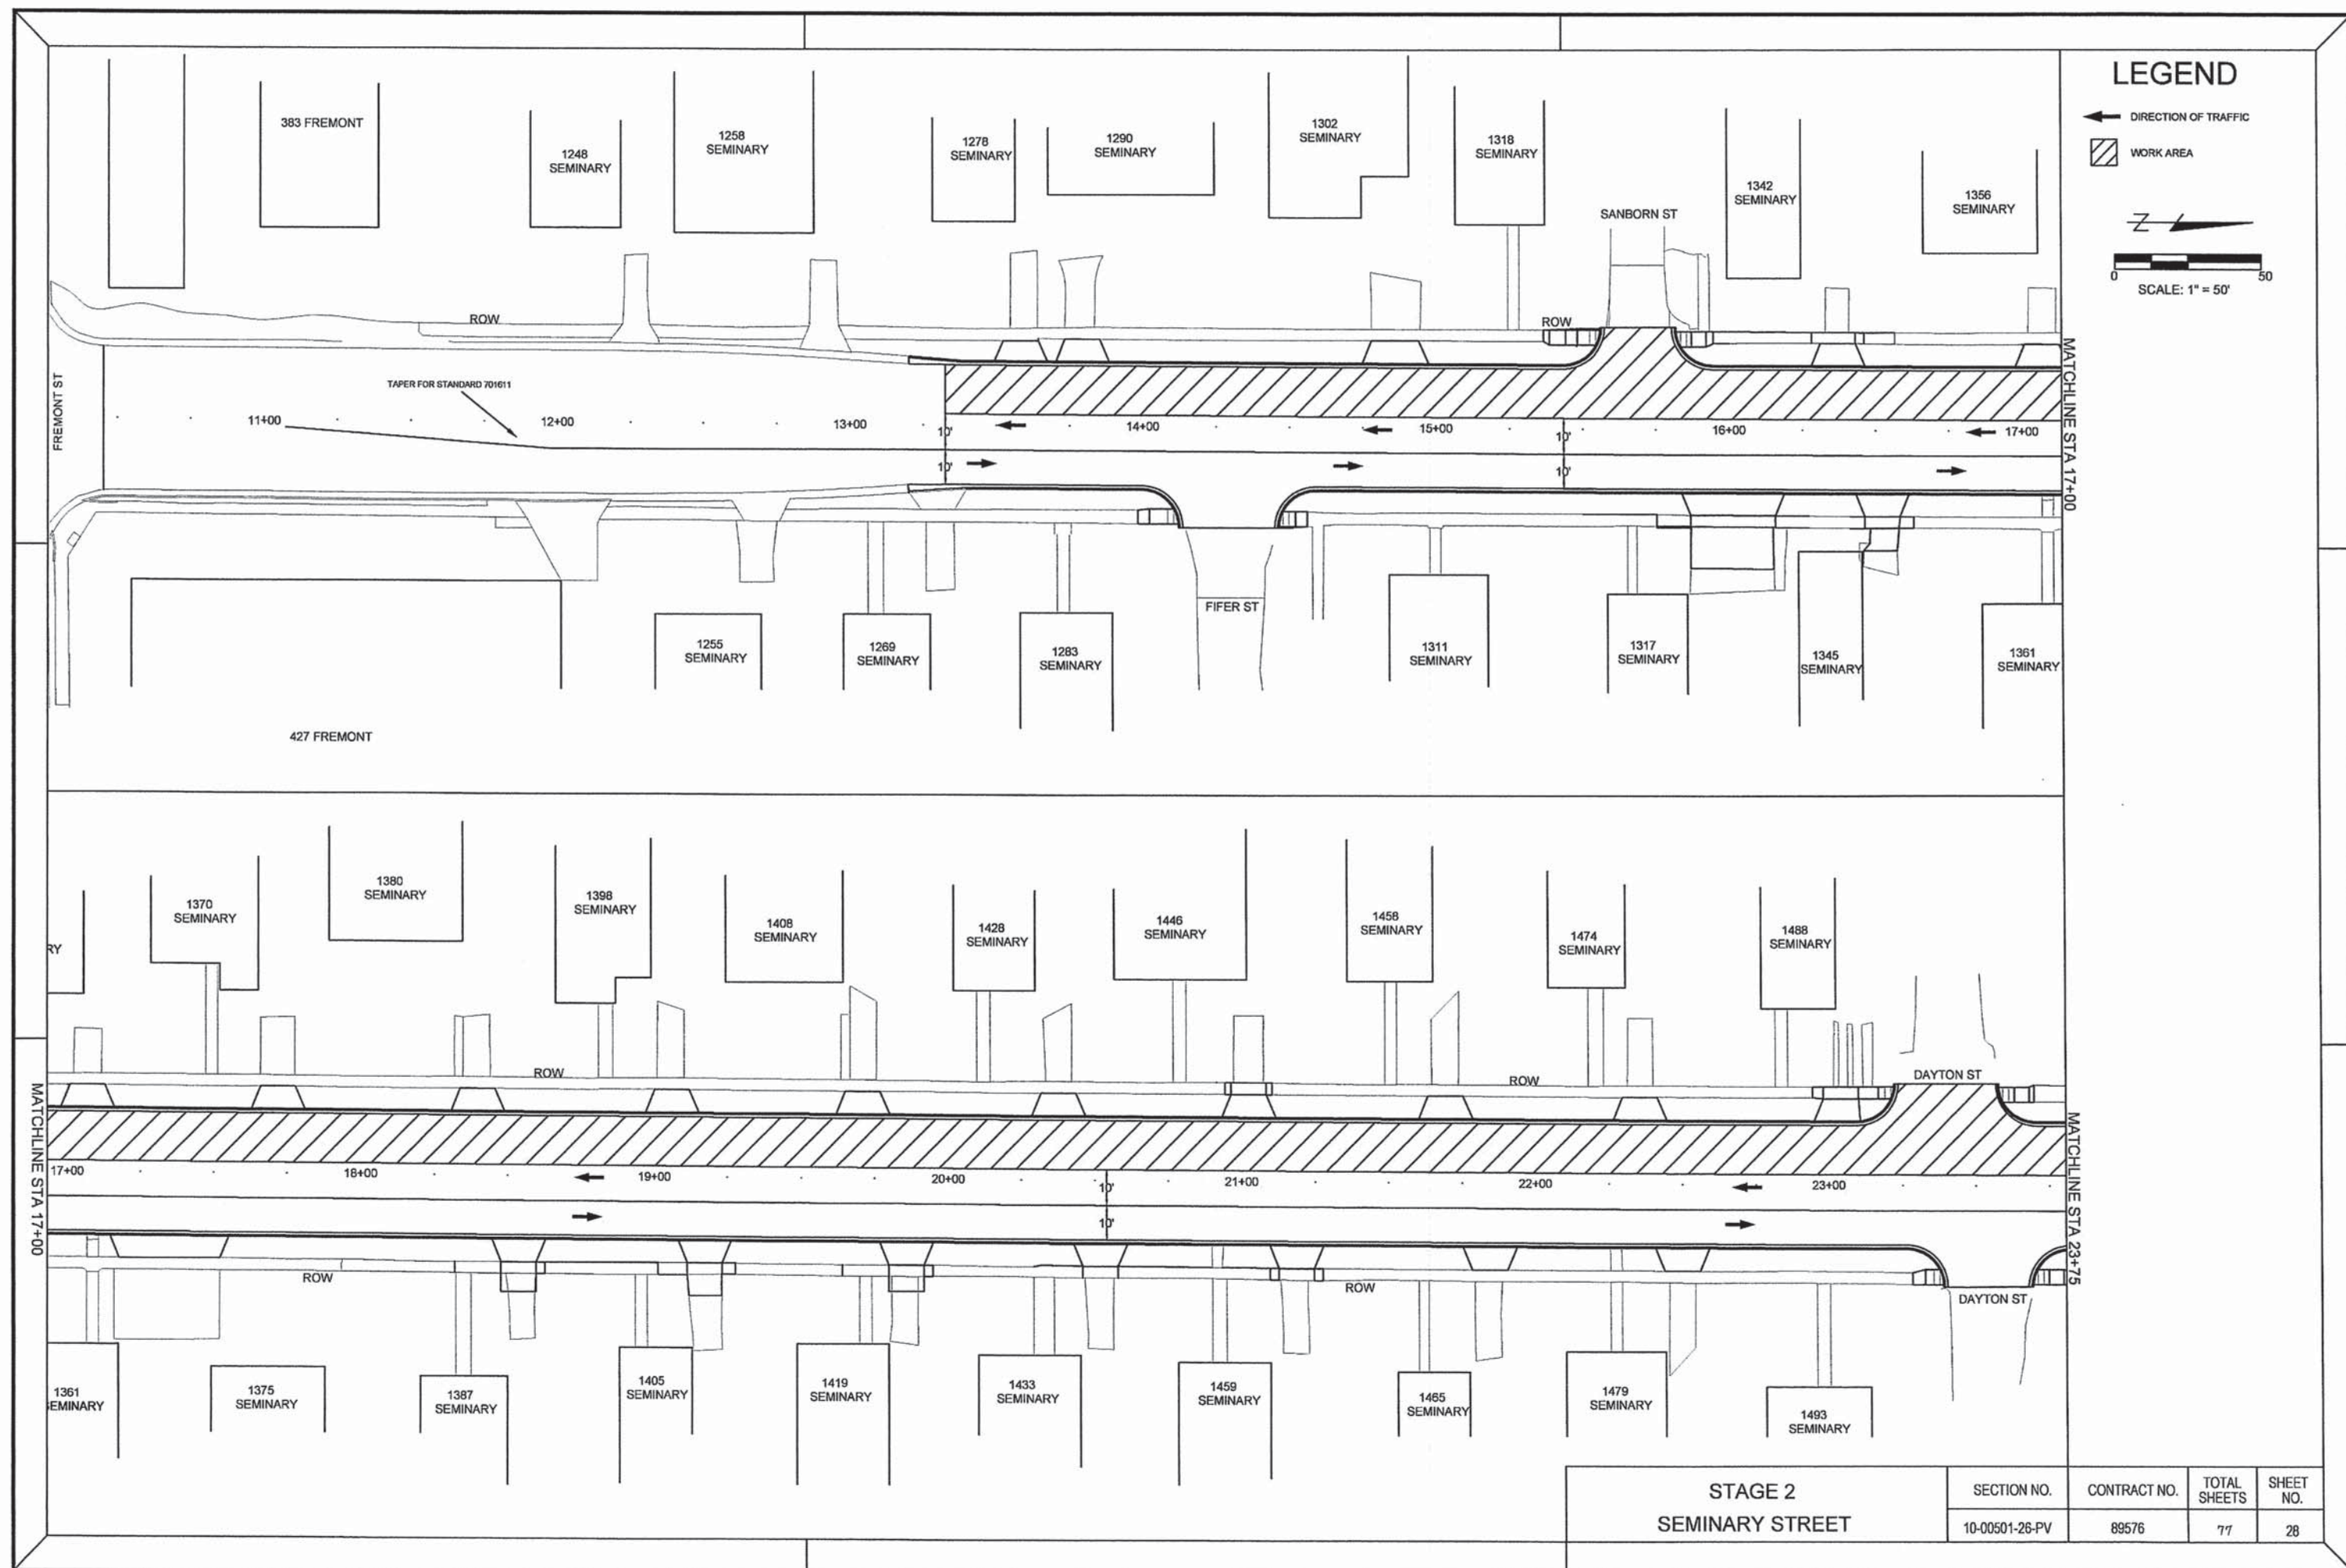 LEGEND
DIRECTION OF TRAFFIC
WORK AREA
Z
0 50
SCALE: 1" = 50'
383 FREMONT
1248
SEMINARY
1258
SEMINARY
1278
SEMINARY
1290
SEMINARY
1302
SEMINARY
1318
SEMINARY
SANBORN ST
1342
SEMINARY
1356
SEMINARY
ROW
ROW
FREMONT ST
TAPER FOR STANDARD 701611
11+00 12+00 13+00 14+00 15+00 16+00 17+00
10' 10'
10' 10'
MATCHLINE STA 17+00
FIFER ST
1255
SEMINARY
1269
SEMINARY
1283
SEMINARY
1311
SEMINARY
1317
SEMINARY
1345
SEMINARY
1361
SEMINARY
427 FREMONT
RY
1370
SEMINARY
1380
SEMINARY
1398
SEMINARY
1408
SEMINARY
1428
SEMINARY
1446
SEMINARY
1458
SEMINARY
1474
SEMINARY
1488
SEMINARY
ROW
ROW
DAYTON ST
MATCHLINE STA 17+00
17+00 18+00 19+00 20+00 21+00 22+00 23+00
10'
10'
MATCHLINE STA 23+75
ROW
ROW
DAYTON ST
1361
EMINARY
1375
SEMINARY
1387
SEMINARY
1405
SEMINARY
1419
SEMINARY
1433
SEMINARY
1459
SEMINARY
1465
SEMINARY
1479
SEMINARY
1493
SEMINARY
STAGE 2
SEMINARY STREET
SECTION NO. CONTRACT NO. TOTAL SHEETS SHEET NO.
10-00501-26-PV 89576 77 28